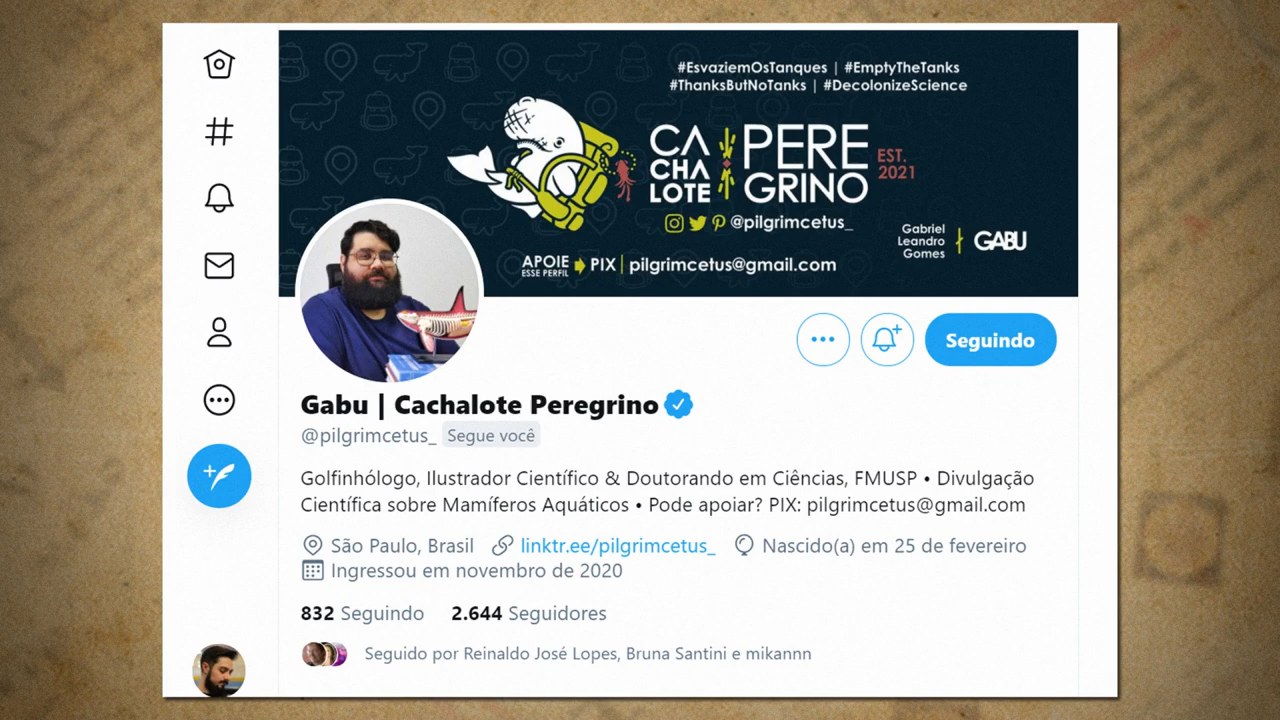 #EsvaziemOsTanques | #EmptyTheTanks
#ThanksButNoTanks | #DecolonizeScience
CA
CHA
LOTE
PERE
GRINO
EST.
2021
@pilgrimcetus_
Gabriel
Leandro
Gomes
GABU
APOIE
ESSE PERFIL
PIX | pilgrimcetus@gmail.com
Seguindo
Gabu | Cachalote Peregrino
@pilgrimcetus_ Segue você
Golfinhólogo, Ilustrador Científico & Doutorando em Ciências, FMUSP • Divulgação
Científica sobre Mamíferos Aquáticos • Pode apoiar? PIX: pilgrimcetus@gmail.com
São Paulo, Brasil linktr.ee/pilgrimcetus_ Nascido(a) em 25 de fevereiro
Ingressou em novembro de 2020
832 Seguindo 2.644 Seguidores
Seguido por Reinaldo José Lopes, Bruna Santini e mikannn